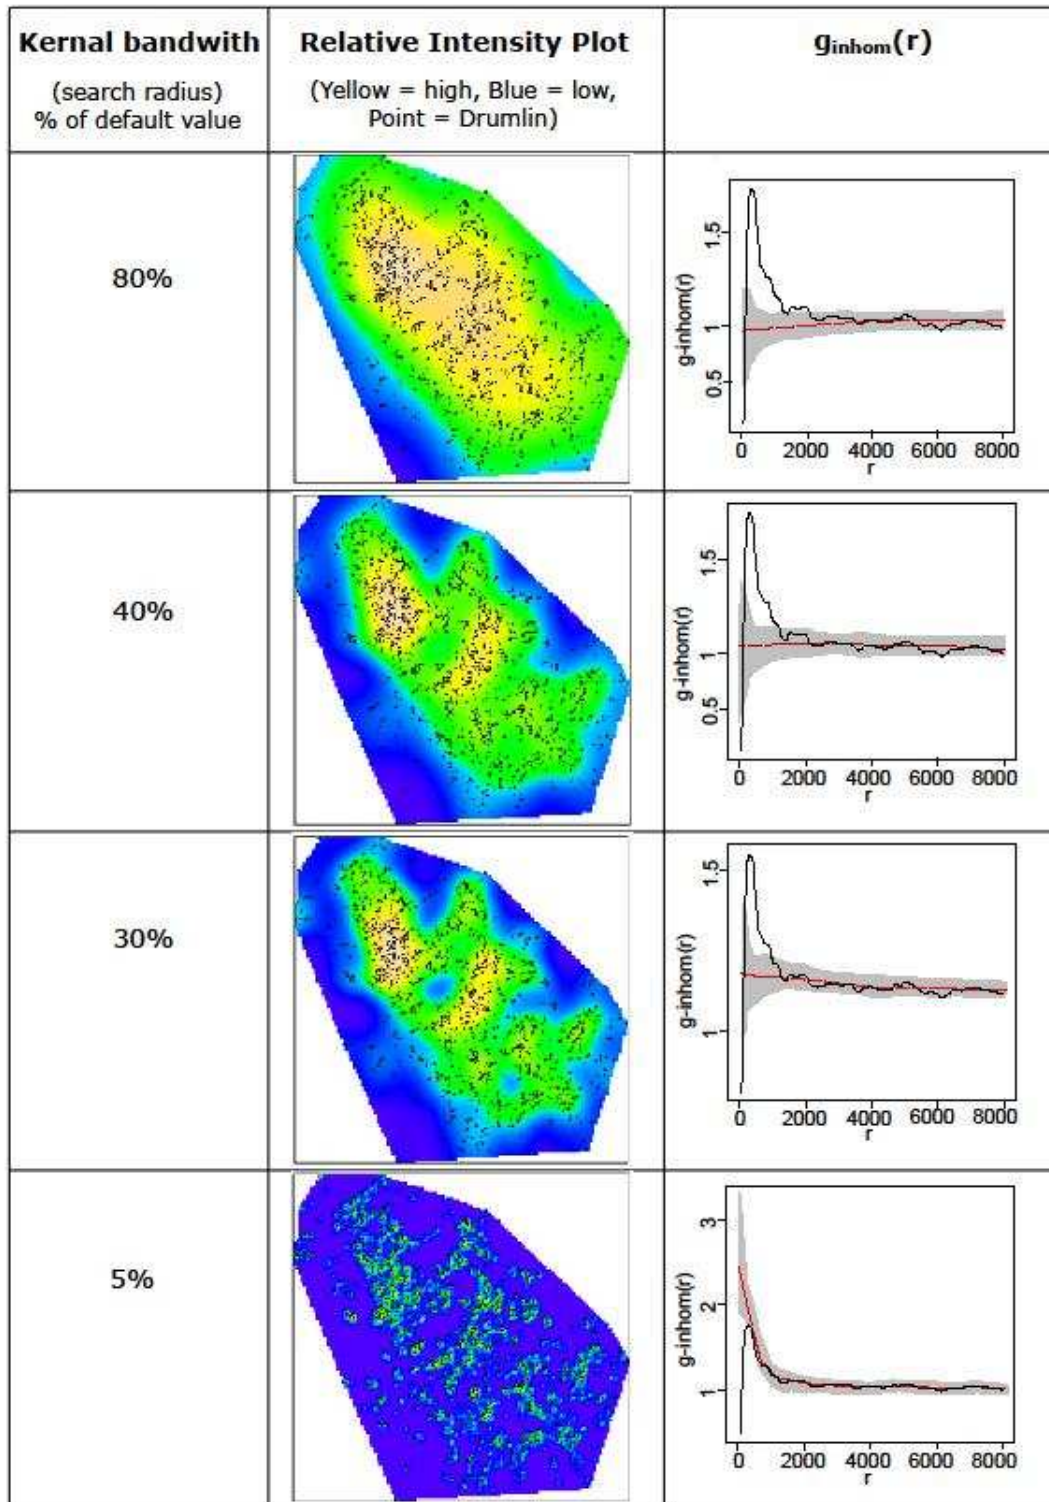 Kernal bandwith
(search radius)
% of default value
Relative Intensity Plot
(Yellow = high, Blue = low,
Point = Drumlin)
ginhom(r)
80%
g-inhom(r)
1.5
1
0.5
0 2000 4000 6000 8000
r
40%
g-inhom(r)
1.5
1
0.5
0 2000 4000 6000 8000
r
30%
g-inhom(r)
1.5
1
0 2000 4000 6000 8000
r
5%
g-inhom(r)
3
2
1
0 2000 4000 6000 8000
r